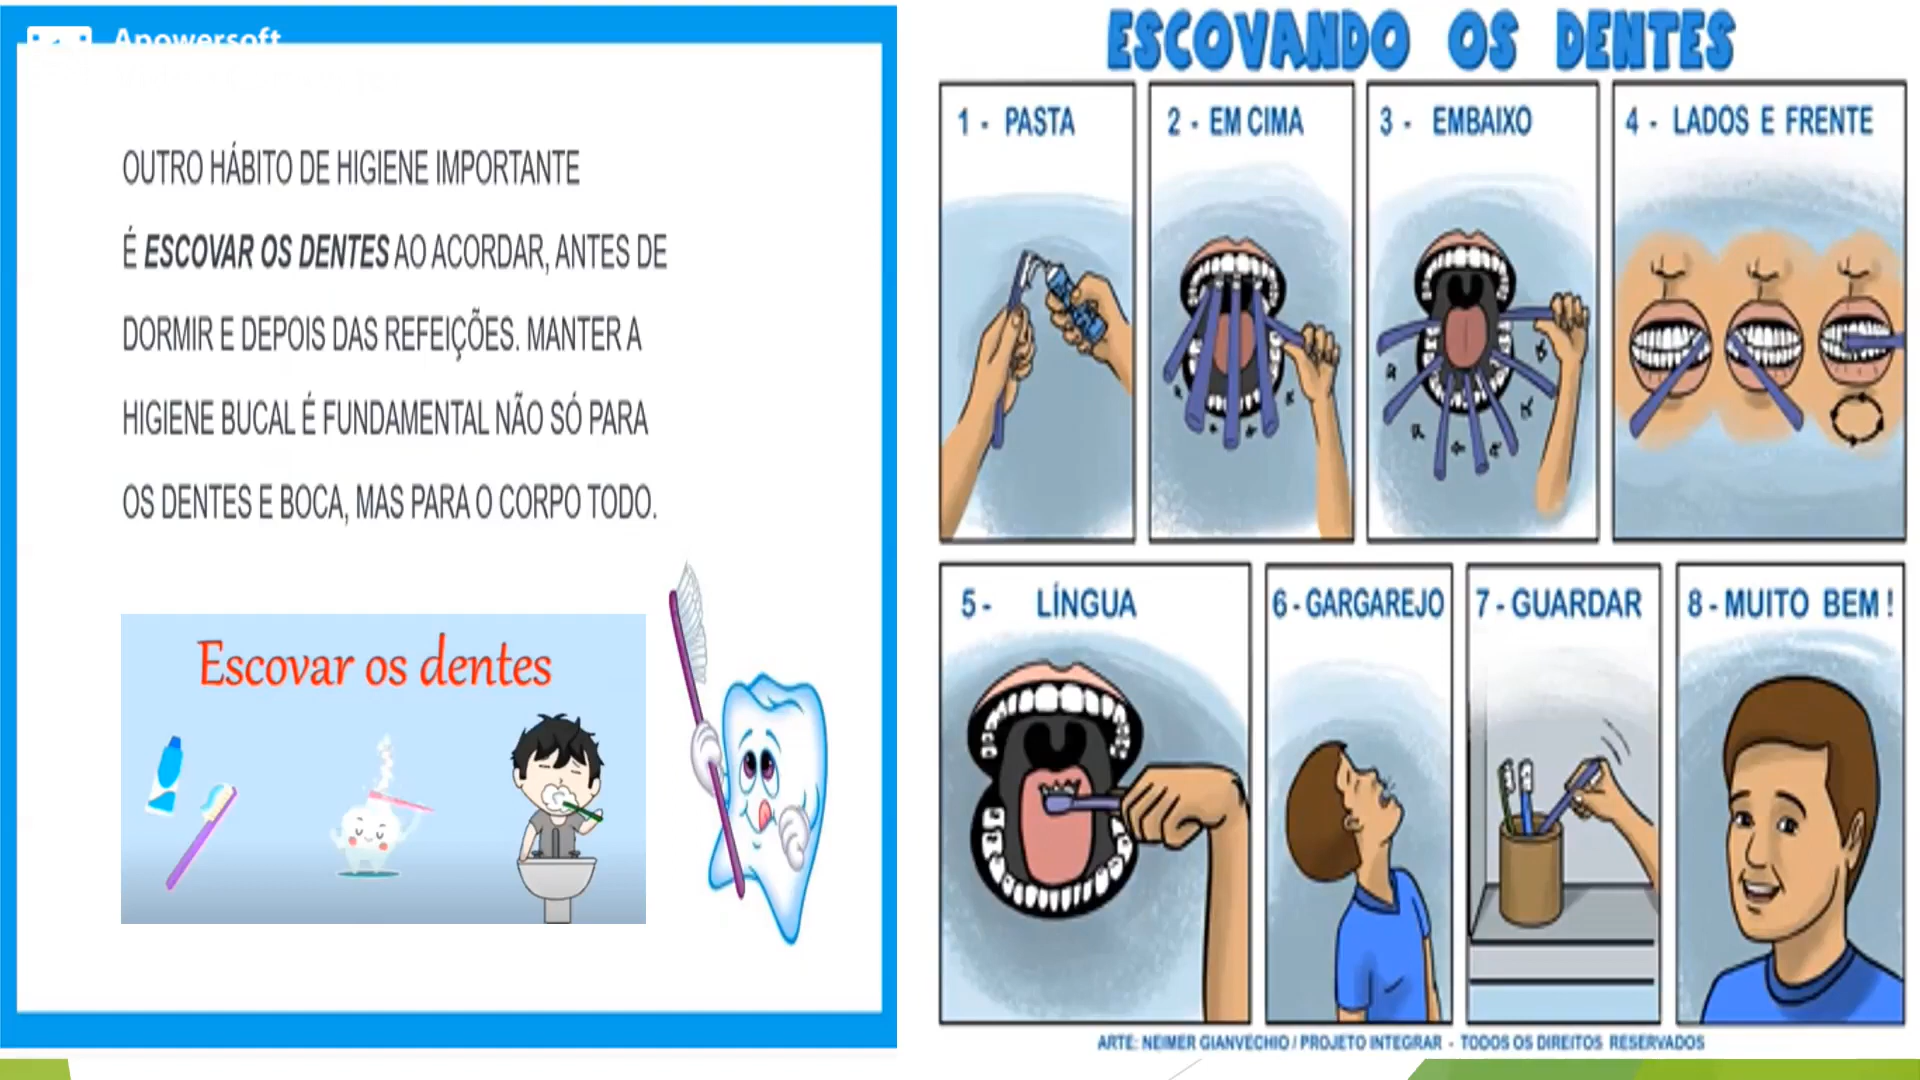 Apowersoft
OUTRO HÁBITO DE HIGIENE IMPORTANTE
É ESCOVAR OS DENTES AO ACORDAR, ANTES DE
DORMIR E DEPOIS DAS REFEIÇÕES. MANTER A
HIGIENE BUCAL É FUNDAMENTAL NÃO SÓ PARA
OS DENTES E BOCA, MAS PARA O CORPO TODO.
Escovar os dentes
ESCOVANDO OS DENTES
1 - PASTA
2 - EM CIMA
3 - EMBAIXO
4 - LADOS E FRENTE
5 - LÍNGUA
6 - GARGAREJO
7 - GUARDAR
8 - MUITO BEM !
ARTE: NEIMER GIANVECHIO / PROJETO INTEGRAR - TODOS OS DIREITOS RESERVADOS